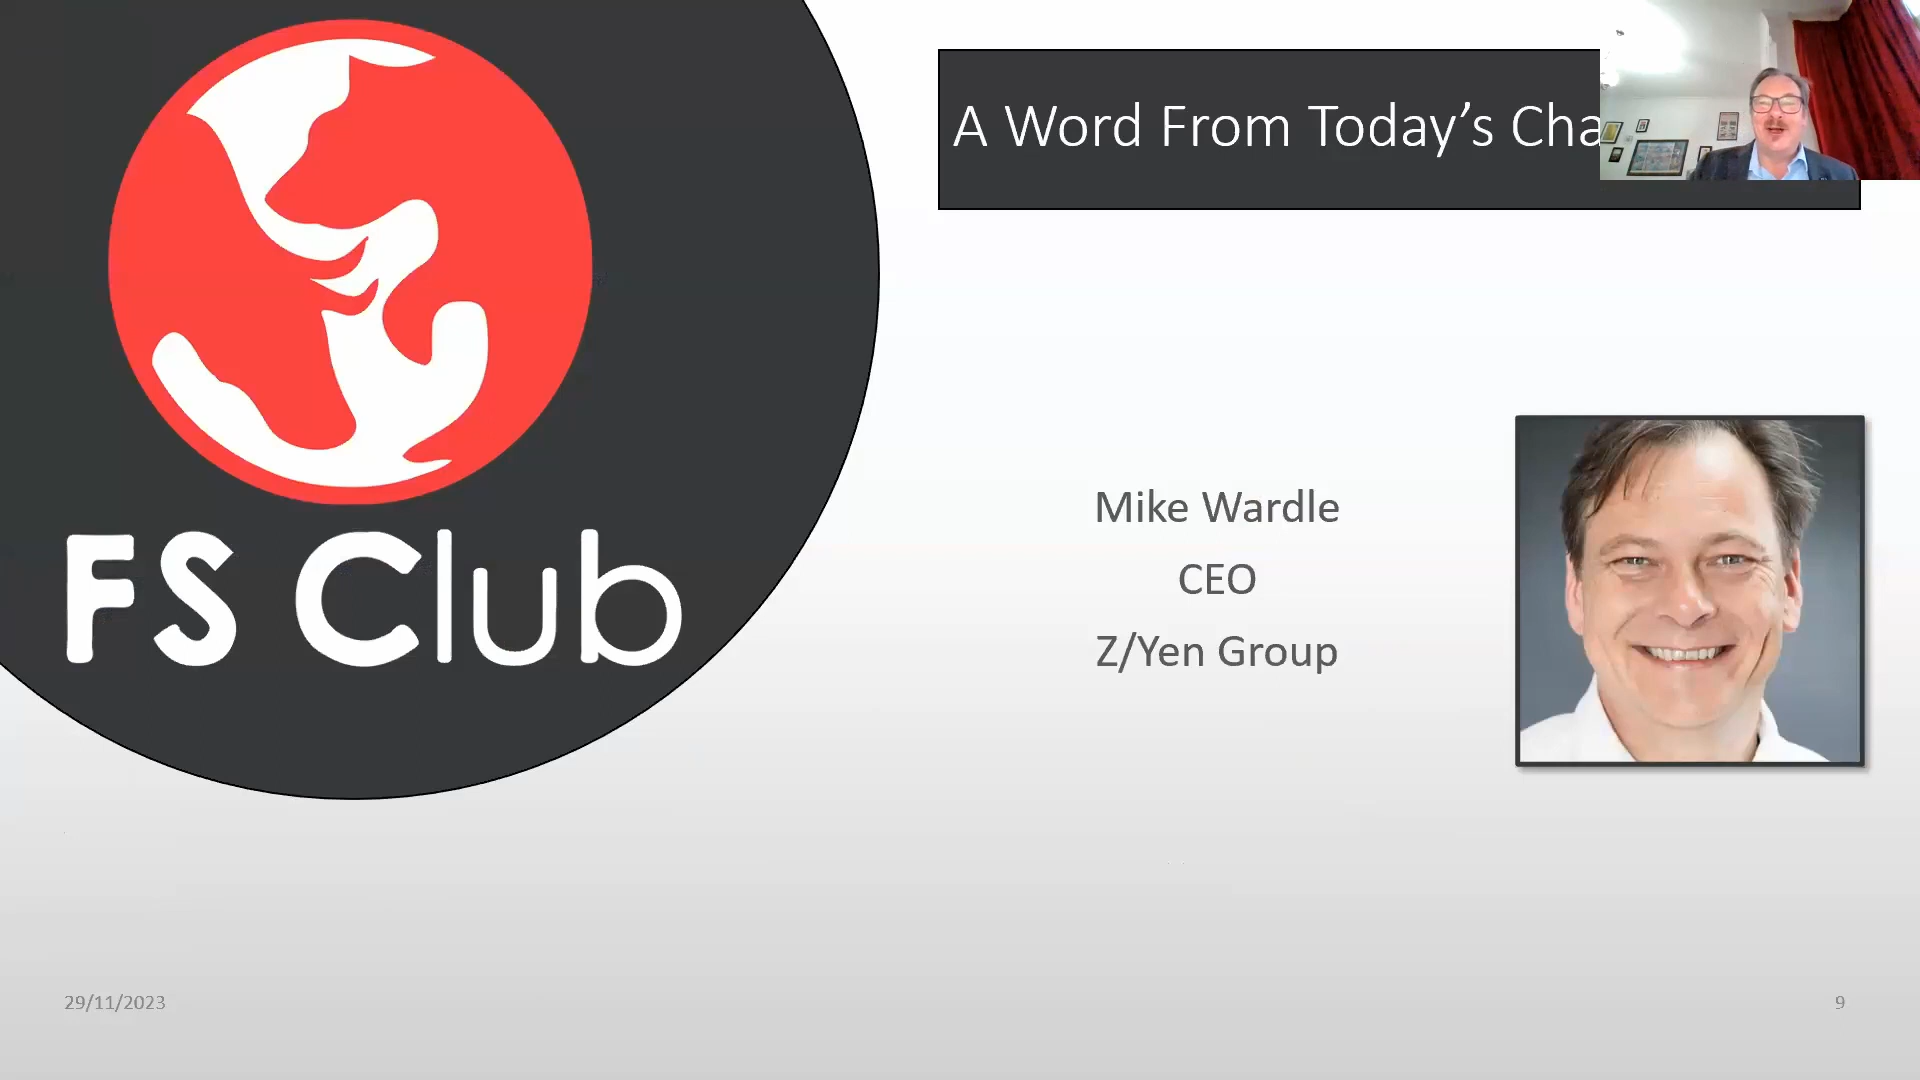 A Word From Today's Cha
FS Club
Mike Wardle
CEO
Z/Yen Group
29/11/2023
9